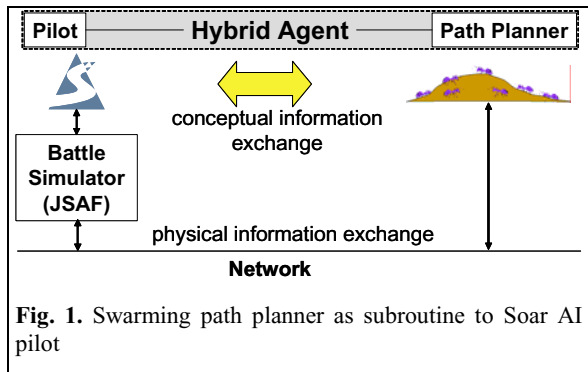 Pilot
Hybrid Agent
Path Planner
conceptual information
exchange
Battle
Simulator
(JSAF)
physical information exchange
Network
Fig. 1. Swarming path planner as subroutine to Soar AI
pilot